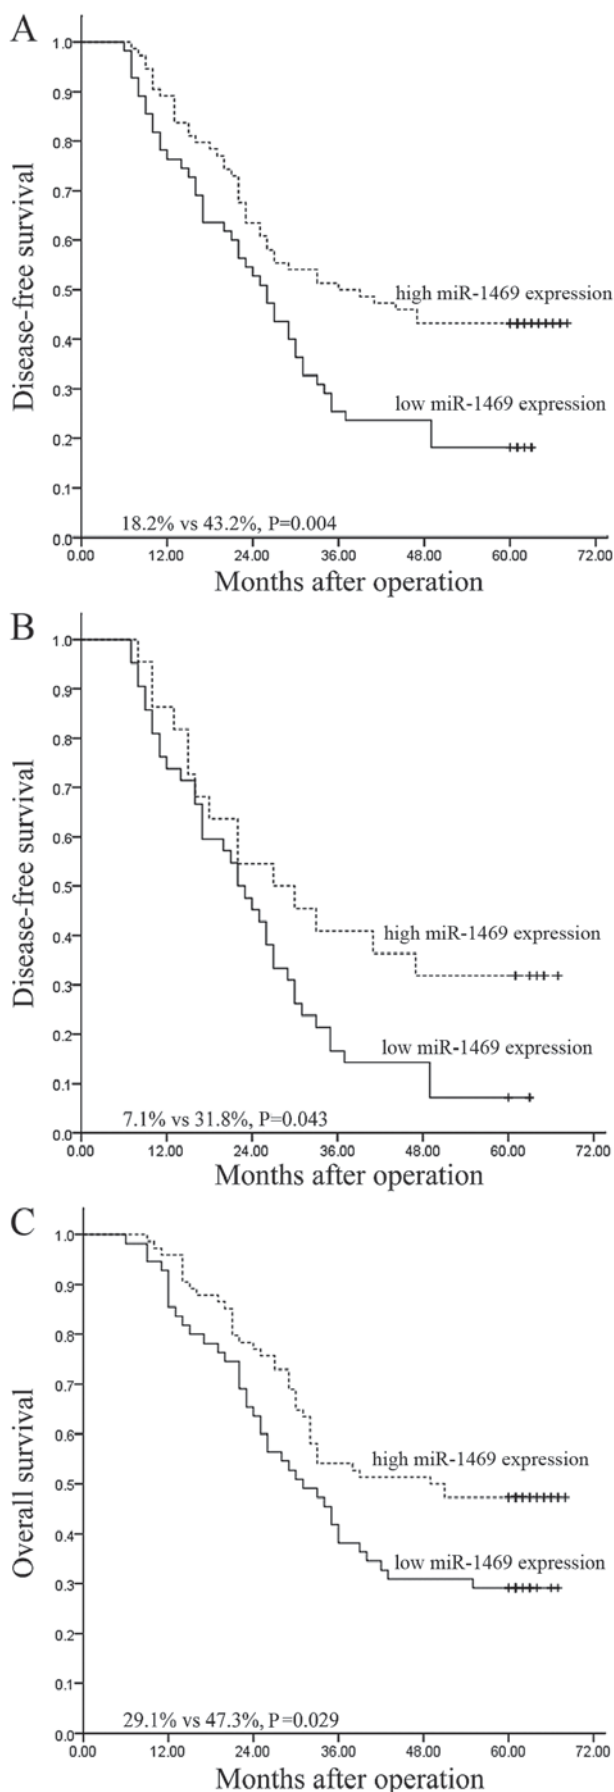 A
1.0
0.9
0.8
0.7
0.6
0.5
0.4
0.3
0.2
0.1
0.0
Disease-free survival
high miR-1469 expression
low miR-1469 expression
18.2% vs 43.2%, P=0.004
0.00 12.00 24.00 36.00 48.00 60.00 72.00
Months after operation
B
1.0
0.9
0.8
0.7
0.6
0.5
0.4
0.3
0.2
0.1
0.0
Disease-free survival
high miR-1469 expression
low miR-1469 expression
7.1% vs 31.8%, P=0.043
0.00 12.00 24.00 36.00 48.00 60.00 72.00
Months after operation
C
1.0
0.9
0.8
0.7
0.6
0.5
0.4
0.3
0.2
0.1
0.0
Overall survival
high miR-1469 expression
low miR-1469 expression
29.1% vs 47.3%, P=0.029
0.00 12.00 24.00 36.00 48.00 60.00 72.00
Months after operation